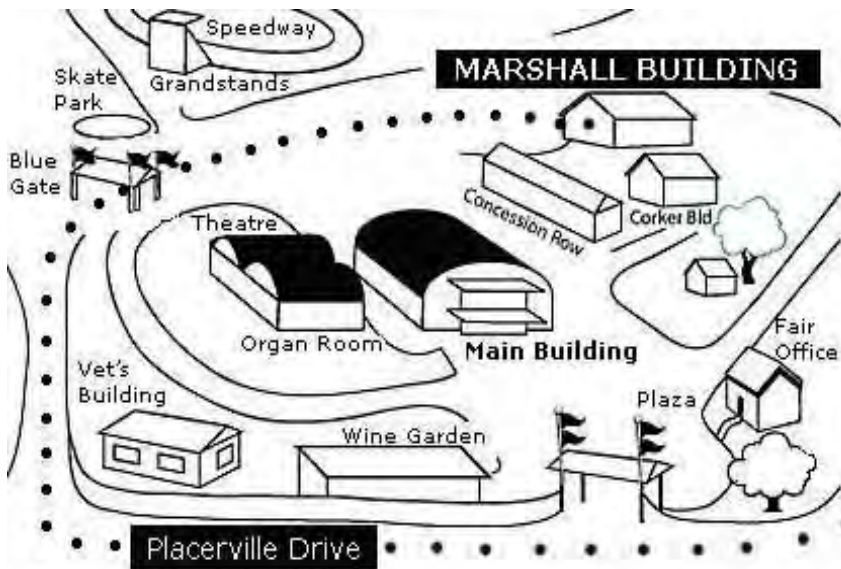 Speedway
Grandstands
MARSHALL BUILDING
Skate
Park
Blue
Gate
Concession Row
Corker Bld
Theatre
Organ Room
Main Building
Fair
Office
Vet's
Building
Plaza
Wine Garden
Placerville Drive